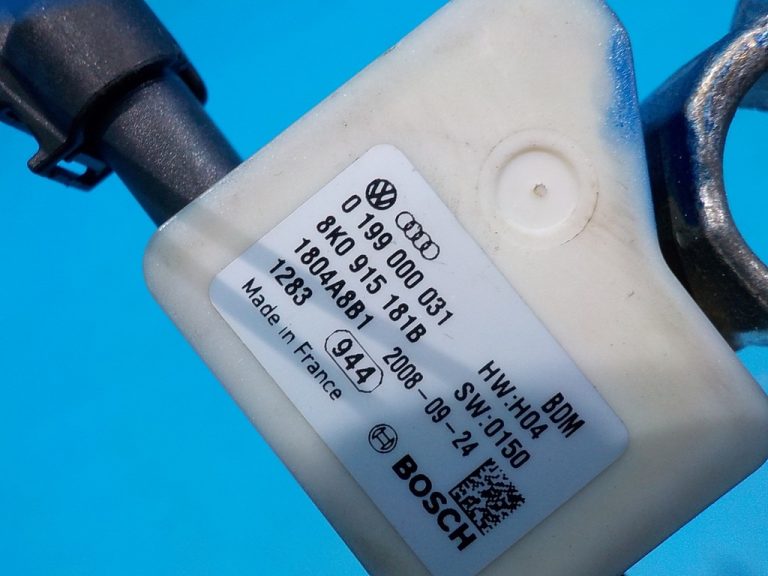 0 199 000 031
8K0 915 181B BDM
1804A8B1 HW:H04
1283 2008-09-24 SW:0150
944
Made in France
BOSCH